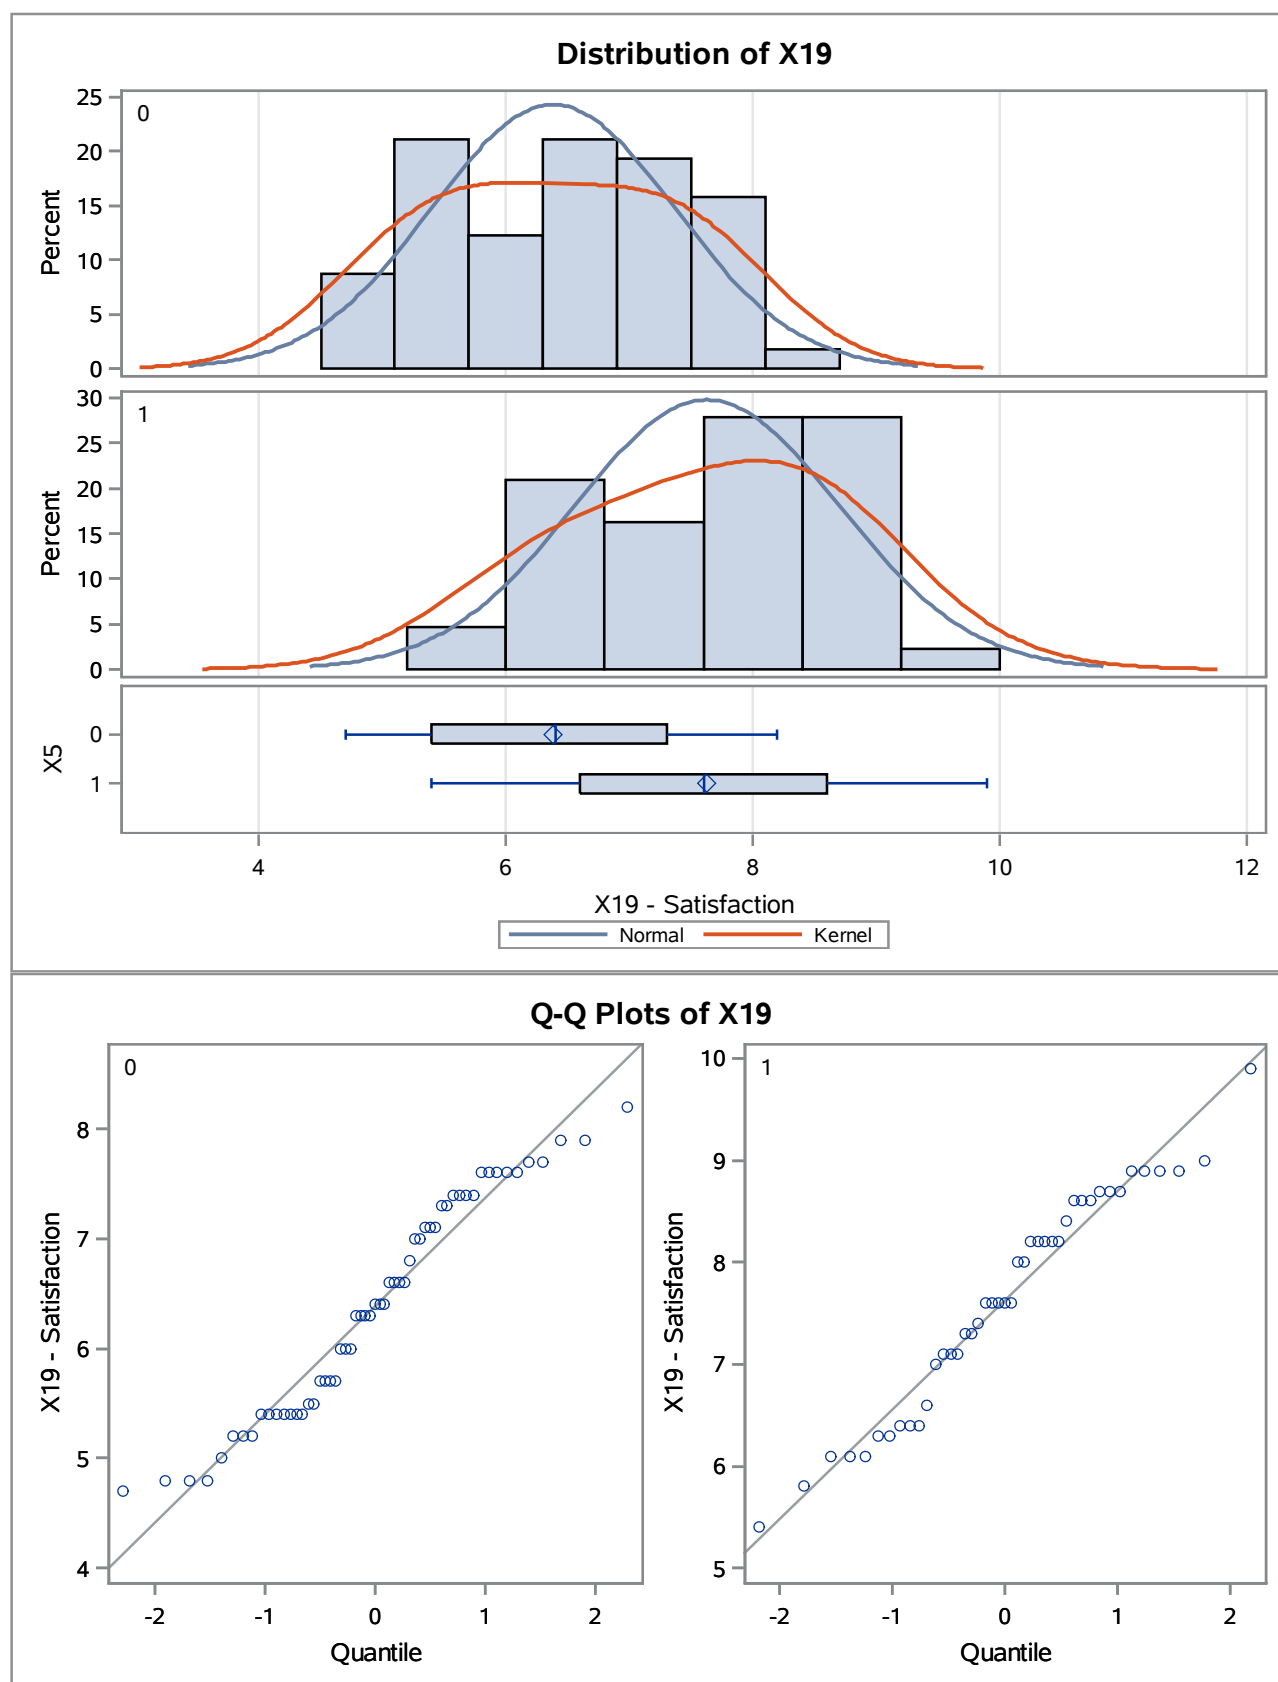 Distribution of X19
25
20
15
10
5
0
Percent
0
30
25
20
15
10
5
0
Percent
1
X5
0
1
4 6 8 10 12
X19 - Satisfaction
Normal Kernel
Q-Q Plots of X19
0
8
7
6
5
4
X19 - Satisfaction
-2 -1 0 1 2
Quantile
1
10
9
8
7
6
5
X19 - Satisfaction
-2 -1 0 1 2
Quantile